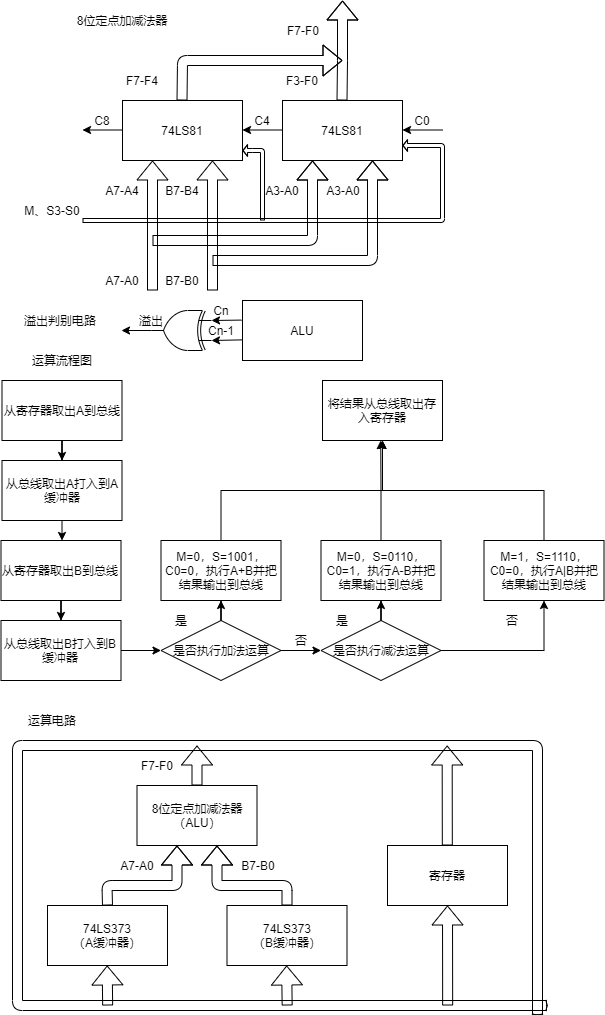 8位定点加减法器
F7-F0
F7-F4
F3-F0
C8
74LS81
C4
74LS81
C0
A7-A4
B7-B4
A3-A0
A3-A0
M、S3-S0
A7-A0
B7-B0
溢出判别电路
溢出
Cn
Cn-1
ALU
运算流程图
从寄存器取出A到总线
将结果从总线取出存
入寄存器
从总线取出A打入到A
缓冲器
从寄存器取出B到总线
M=0，S=1001，
C0=0，执行A+B并把
结果输出到总线
M=0，S=0110，
C0=1，执行A-B并把
结果输出到总线
M=1，S=1110，
C0=0，执行A|B并把
结果输出到总线
从总线取出B打入到B
缓冲器
是
是否执行加法运算
否
是
是否执行减法运算
否
运算电路
F7-F0
8位定点加减法器
（ALU）
A7-A0
B7-B0
74LS373
（A缓冲器）
74LS373
（B缓冲器）
寄存器